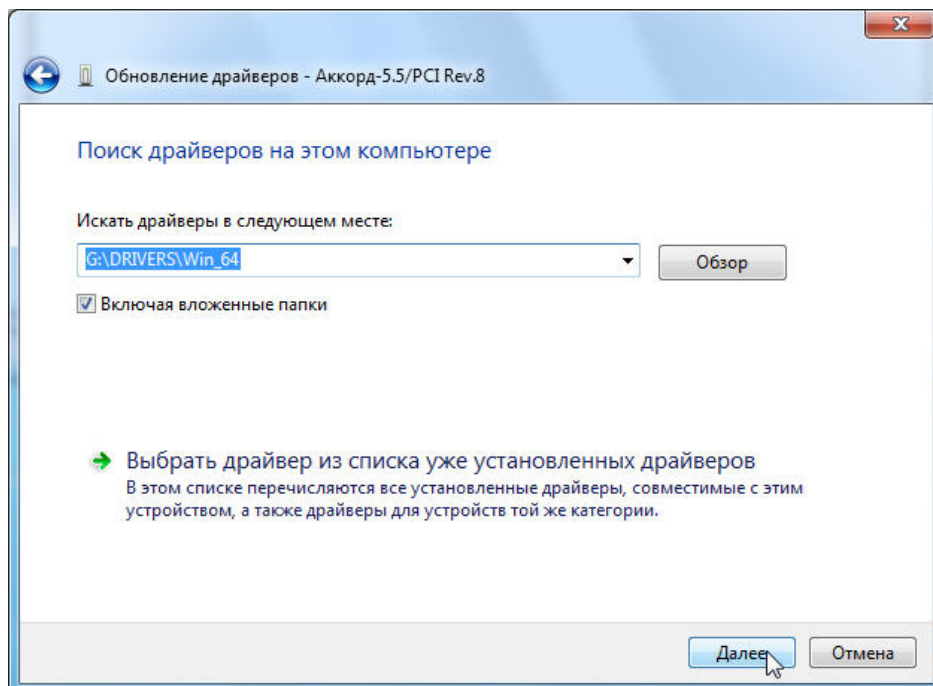 Обновление драйверов - Аккорд-5.5/PCI Rev.8
Поиск драйверов на этом компьютере
Искать драйверы в следующем месте:
G:\DRIVERS\Win_64
Обзор
Включая вложенные папки
Выбрать драйвер из списка уже установленных драйверов
В этом списке перечисляются все установленные драйверы, совместимые с этим
устройством, а также драйверы для устройств той же категории.
Далее
Отмена